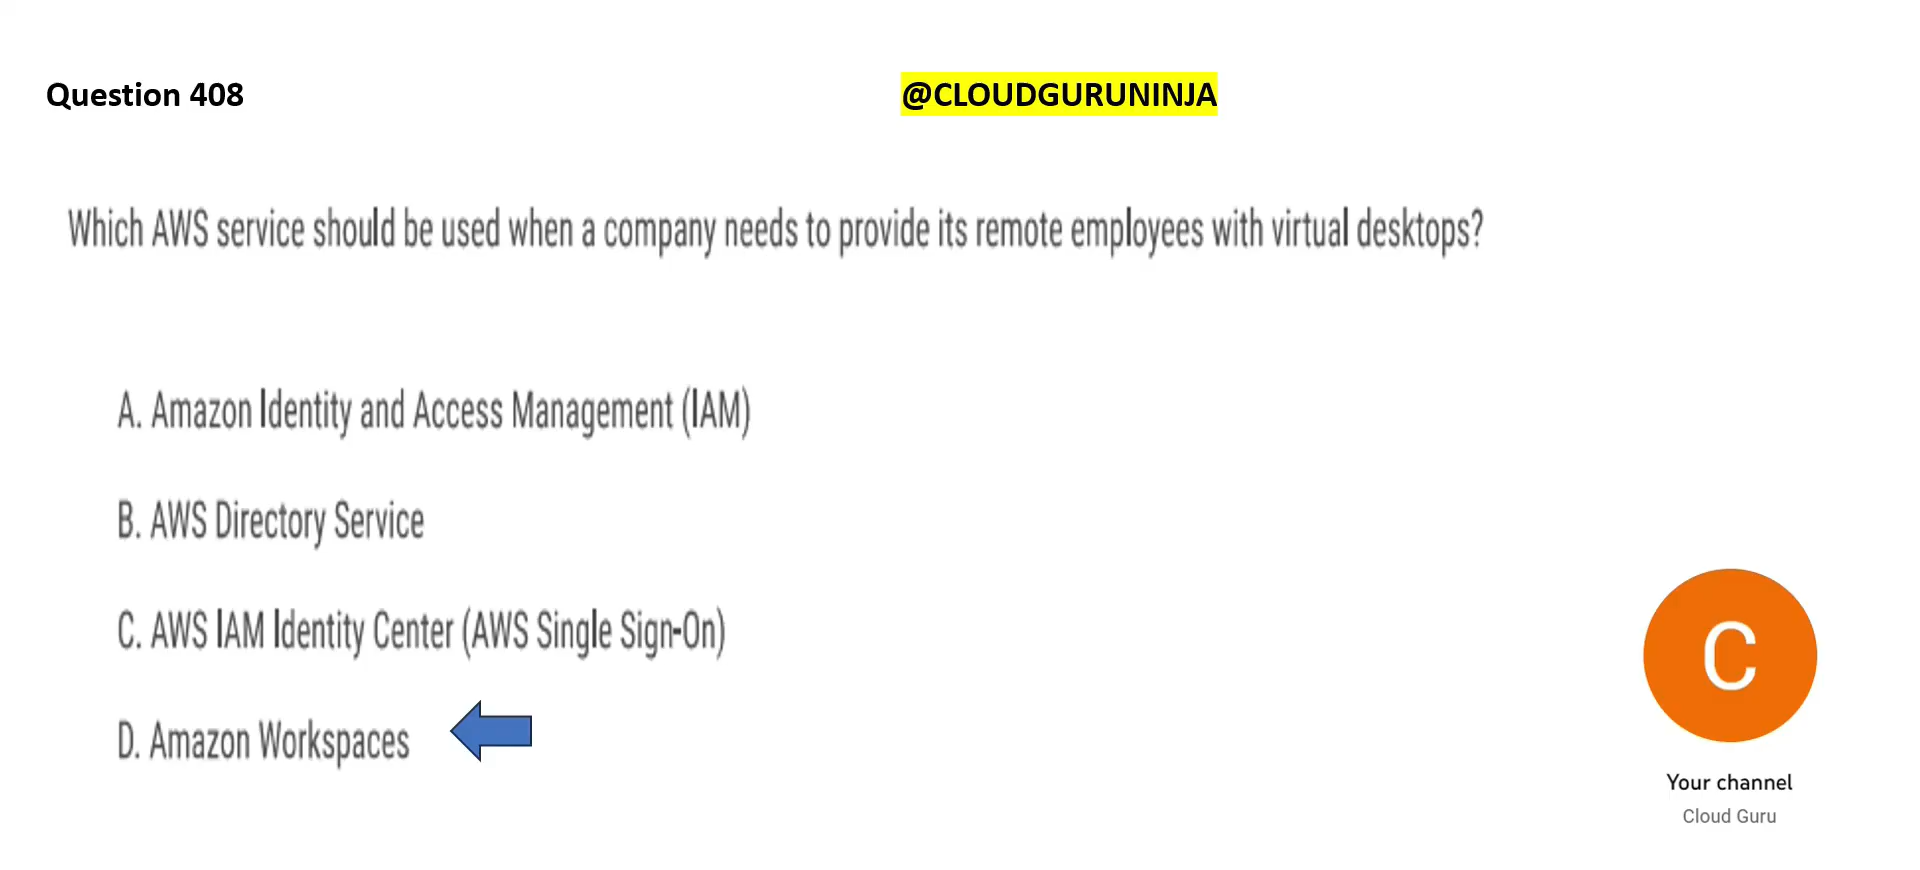 Question 408
@CLOUDGURUNINJA
Which AWS service should be used when a company needs to provide its remote employees with virtual desktops?
A. Amazon Identity and Access Management (IAM)
B. AWS Directory Service
C. AWS IAM Identity Center (AWS Single Sign-On)
D. Amazon Workspaces
C
Your channel
Cloud Guru